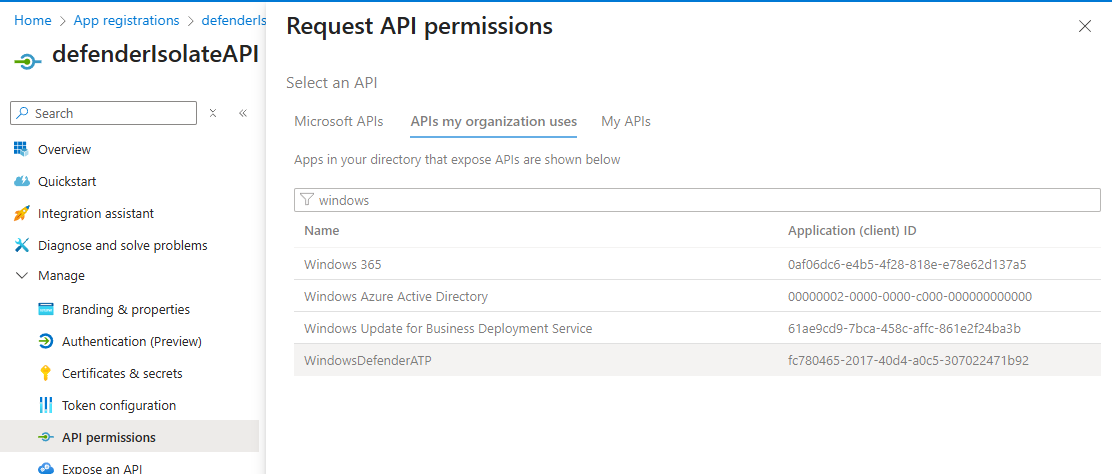 Home > App registrations > defenderIs
defenderIsolateAPI
Search
Overview
Quickstart
Integration assistant
Diagnose and solve problems
Manage
Branding & properties
Authentication (Preview)
Certificates & secrets
Token configuration
API permissions
Expose an API
Request API permissions
Select an API
Microsoft APIs APIs my organization uses My APIs
Apps in your directory that expose APIs are shown below
windows
Name Application (client) ID
Windows 365 0af06dc6-e4b5-4f28-818e-e78e62d137a5
Windows Azure Active Directory 00000002-0000-0000-c000-000000000000
Windows Update for Business Deployment Service 61ae9cd9-7bca-458c-affc-861e2f24ba3b
WindowsDefenderATP fc780465-2017-40d4-a0c5-307022471b92